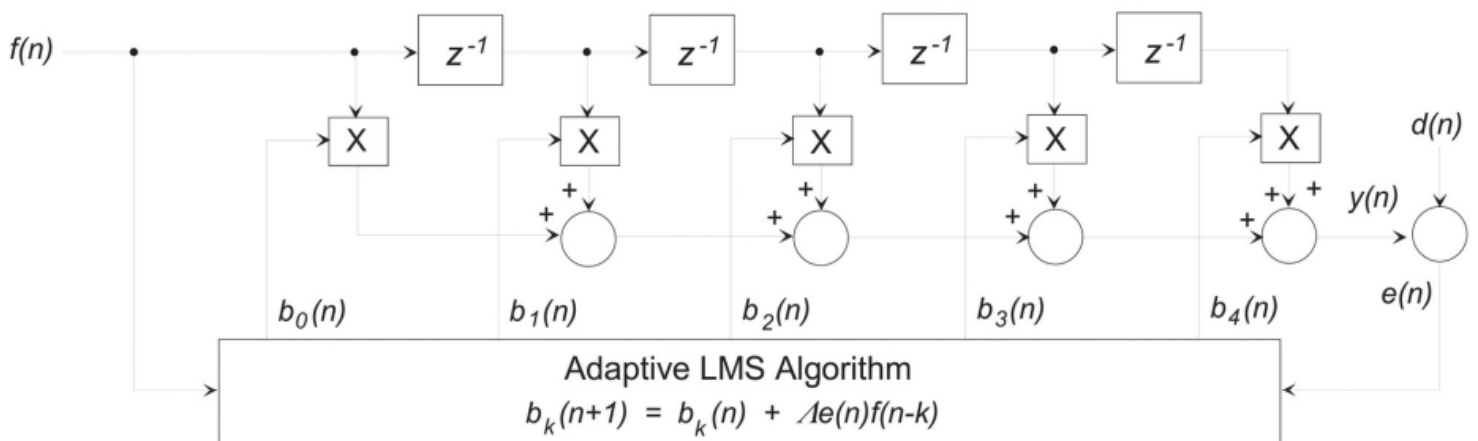 f(n) z⁻¹ z⁻¹ z⁻¹ z⁻¹
X X X X X d(n)
+ + + + +
+ + + + y(n)
b₀(n) b₁(n) b₂(n) b₃(n) b₄(n) e(n)
Adaptive LMS Algorithm
bₖ(n+1) = bₖ(n) + Λe(n)f(n-k)